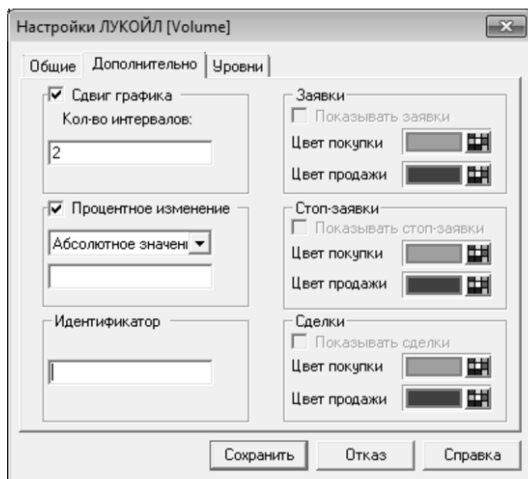 Настройки ЛУКОЙЛ [Volume]
Общие Дополнительно Уровни
Сдвиг графика
Кол-во интервалов:
2
Процентное изменение
Абсолютное значени
Идентификатор
Заявки
Показывать заявки
Цвет покупки
Цвет продажи
Стоп-заявки
Показывать стоп-заявки
Цвет покупки
Цвет продажи
Сделки
Показывать сделки
Цвет покупки
Цвет продажи
Сохранить Отказ Справка